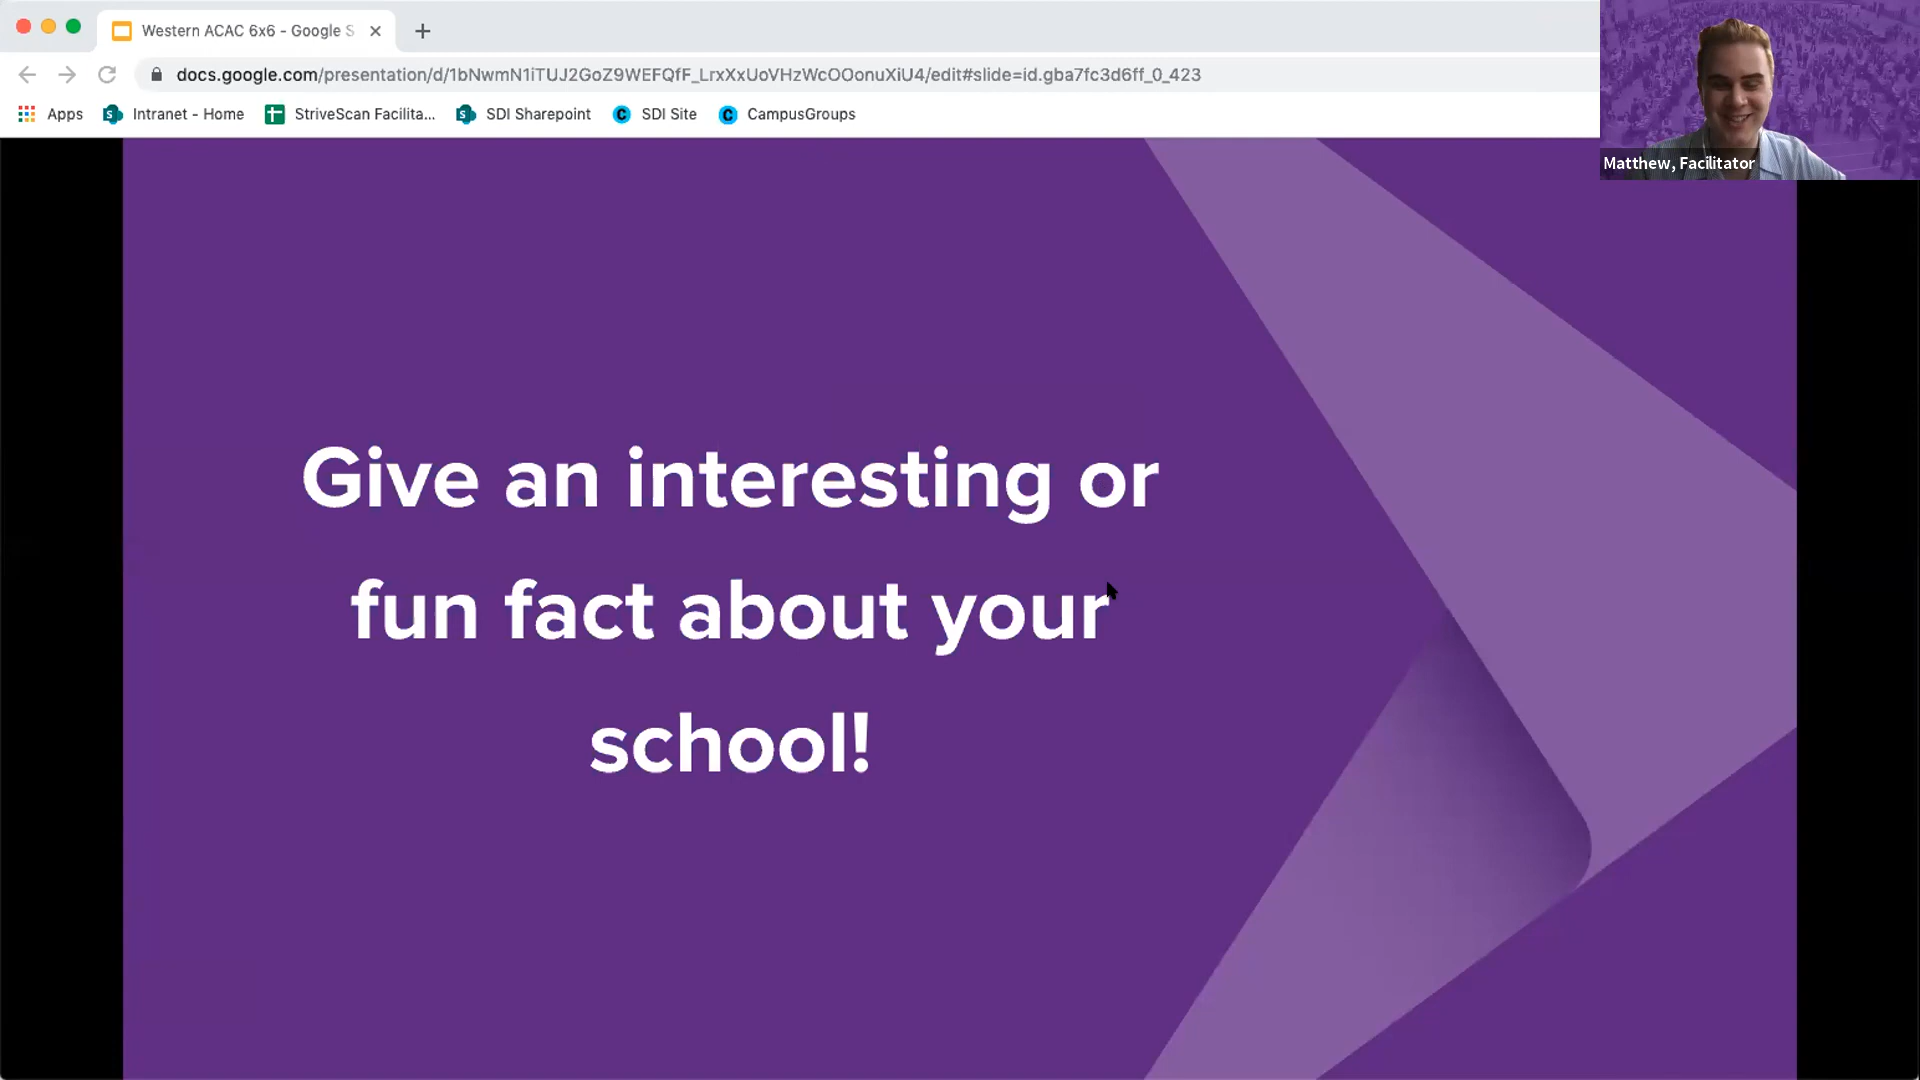 Western ACAC 6x6 - Google S
docs.google.com/presentation/d/1bNwmN1iTUJ2GoZ9WEFQfF_LrxXxUoVHzWcOOonuXiU4/edit#slide=id.gba7fc3d6ff_0_423
Apps
Intranet - Home
StriveScan Facilita...
SDI Sharepoint
SDI Site
CampusGroups
Matthew, Facilitator
Give an interesting or
fun fact about your
school!